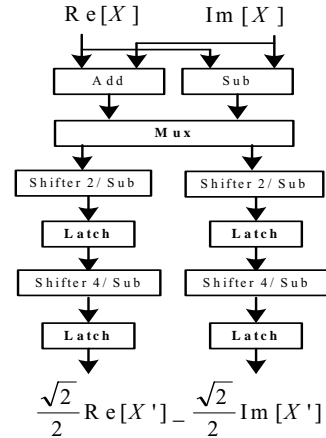 Re[X] Im[X]
Add Sub
Mux
Shifter 2/ Sub Shifter 2/ Sub
Latch Latch
Shifter 4/ Sub Shifter 4/ Sub
Latch Latch
√2/2 Re[X'] – √2/2 Im[X']